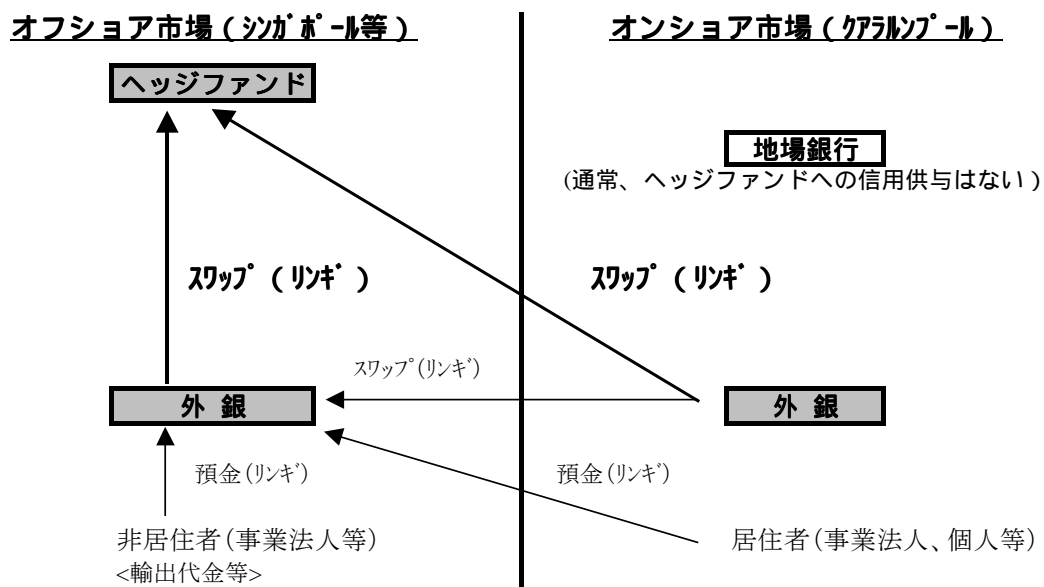 オフショア市場(ｼﾝｶﾞﾎﾟｰﾙ等)
オンショア市場(ｸｱﾗﾙﾝﾌﾟｰﾙ)
ヘッジファンド
地場銀行
(通常、ヘッジファンドへの信用供与はない)
ｽﾜｯﾌﾟ(ﾘﾝｷﾞ)
ｽﾜｯﾌﾟ(ﾘﾝｷﾞ)
ｽﾜｯﾌﾟ(ﾘﾝｷﾞ)
外 銀
外 銀
預金(ﾘﾝｷﾞ)
預金(ﾘﾝｷﾞ)
非居住者(事業法人等)
居住者(事業法人、個人等)
<輸出代金等>